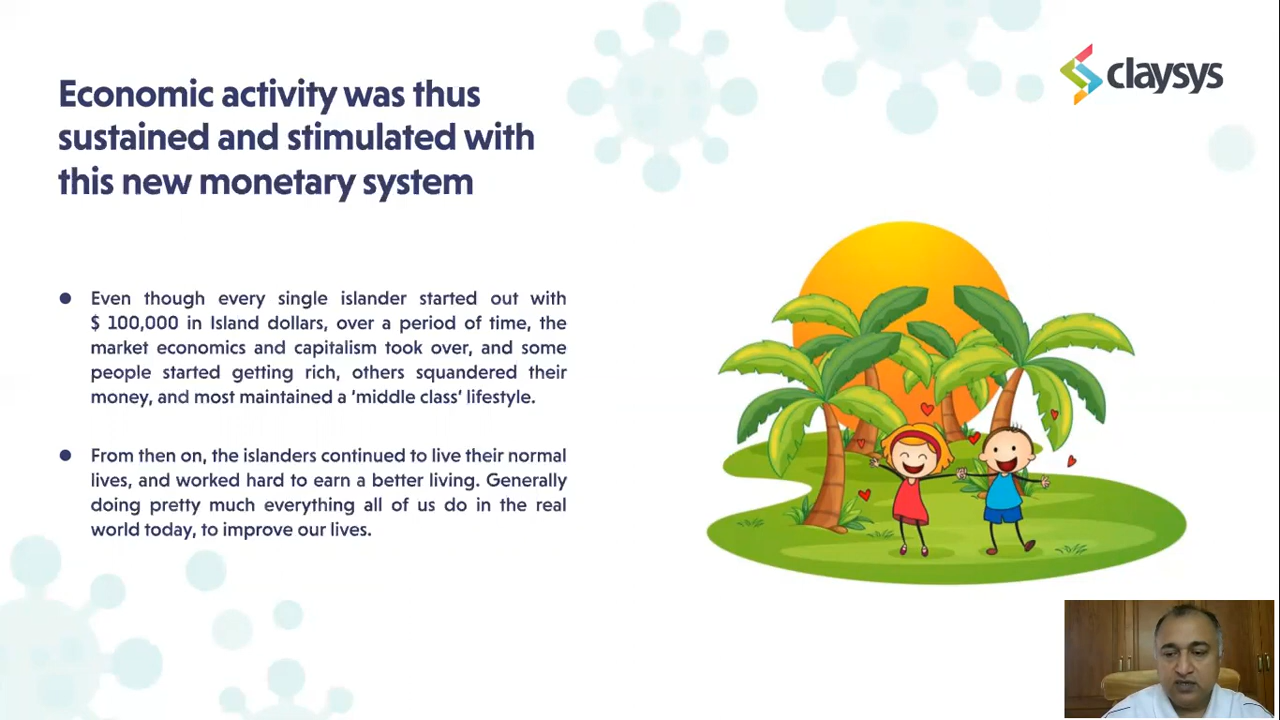 claysys
Economic activity was thus
sustained and stimulated with
this new monetary system
● Even though every single islander started out with
$ 100,000 in Island dollars, over a period of time, the
market economics and capitalism took over, and some
people started getting rich, others squandered their
money, and most maintained a 'middle class' lifestyle.
● From then on, the islanders continued to live their normal
lives, and worked hard to earn a better living. Generally
doing pretty much everything all of us do in the real
world today, to improve our lives.